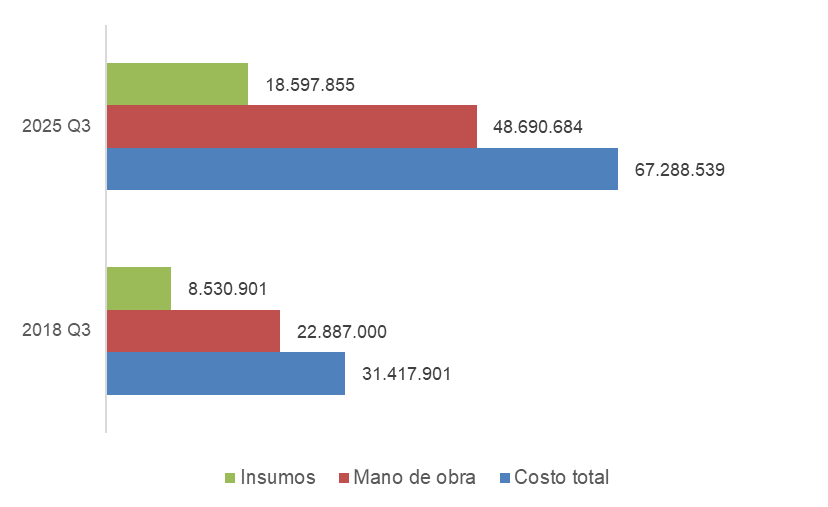 18.597.855
2025 Q3
48.690.684
67.288.539
8.530.901
2018 Q3
22.887.000
31.417.901
Insumos
Mano de obra
Costo total